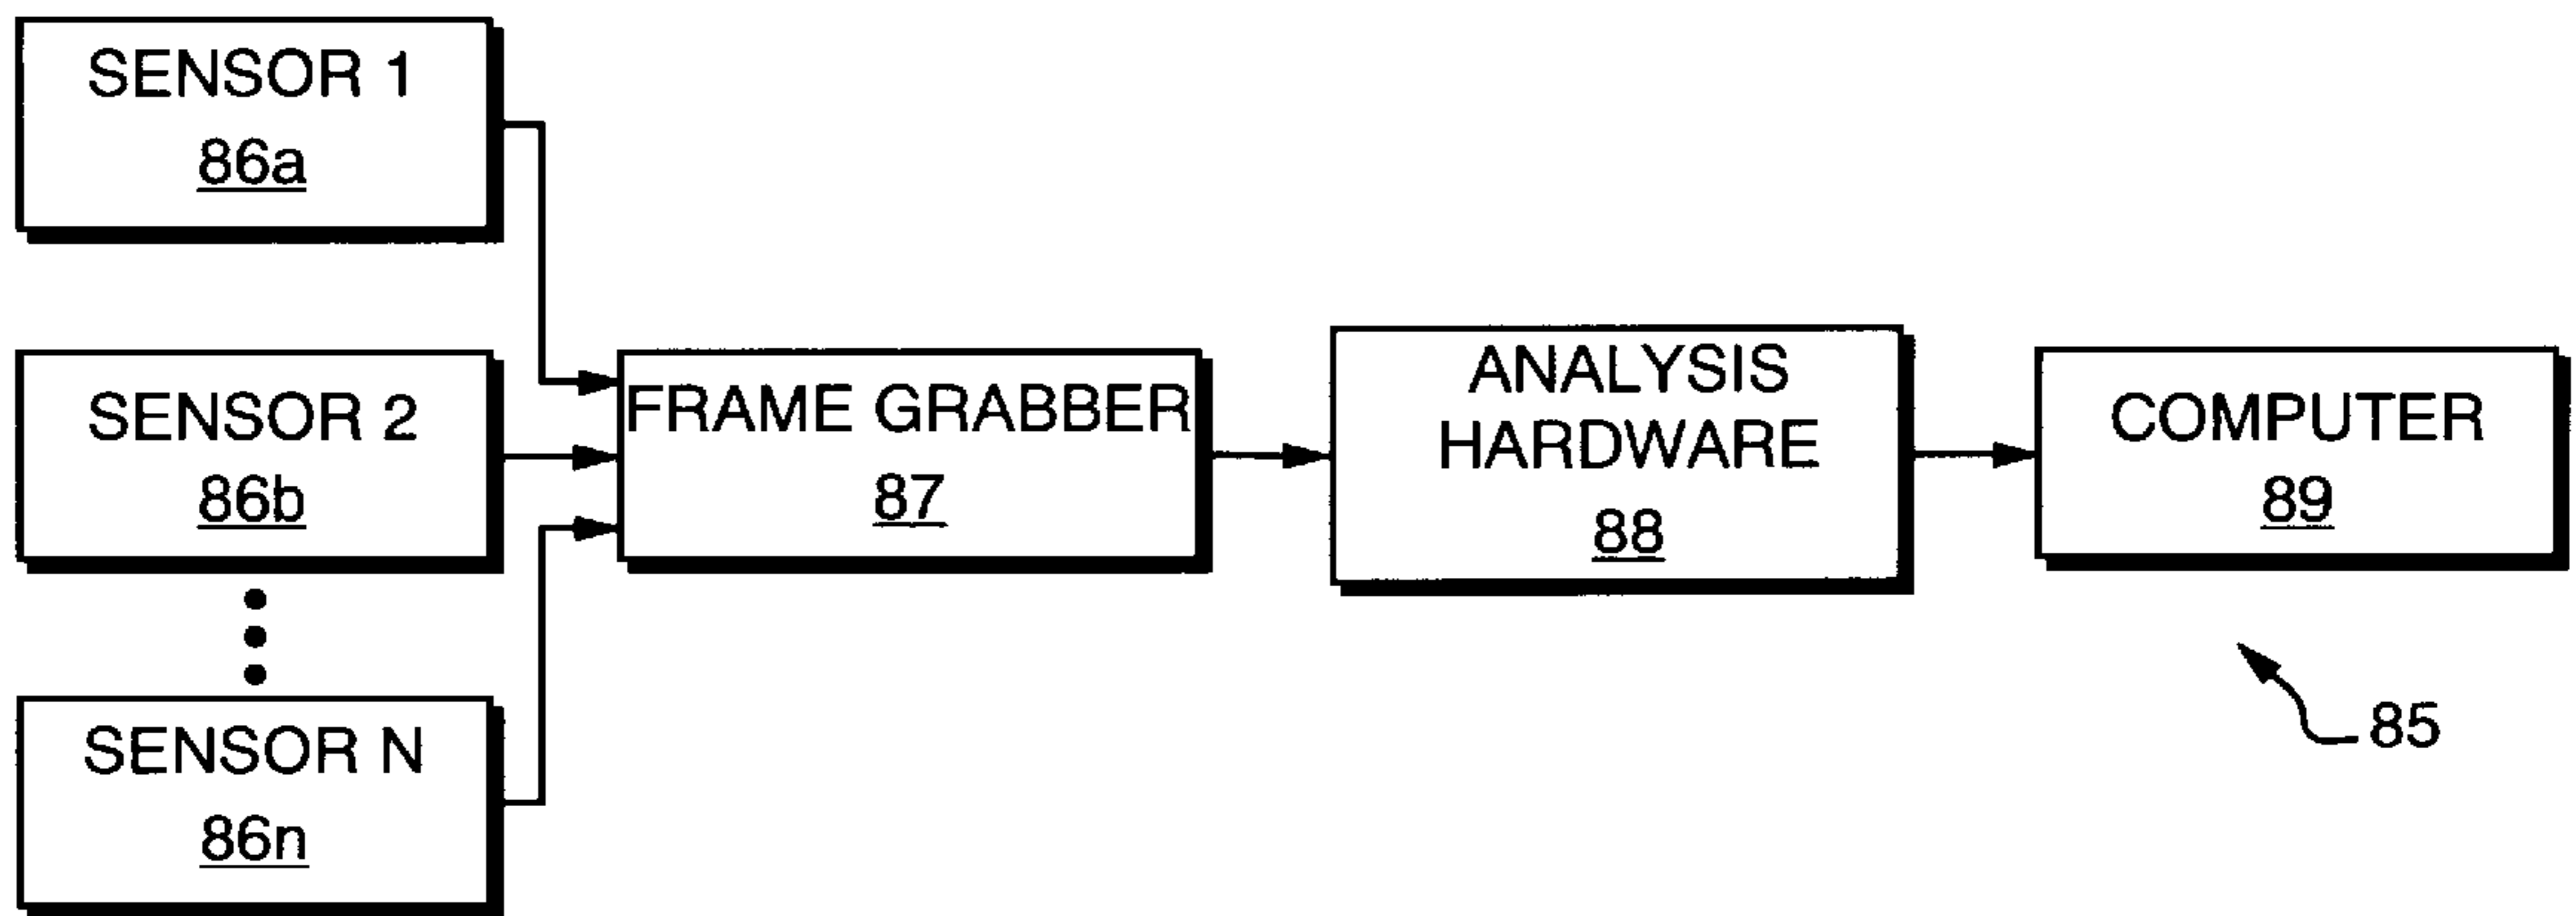 SENSOR 1
86a
SENSOR 2
86b
SENSOR N
86n
FRAME GRABBER
87
ANALYSIS
HARDWARE
88
COMPUTER
89
85